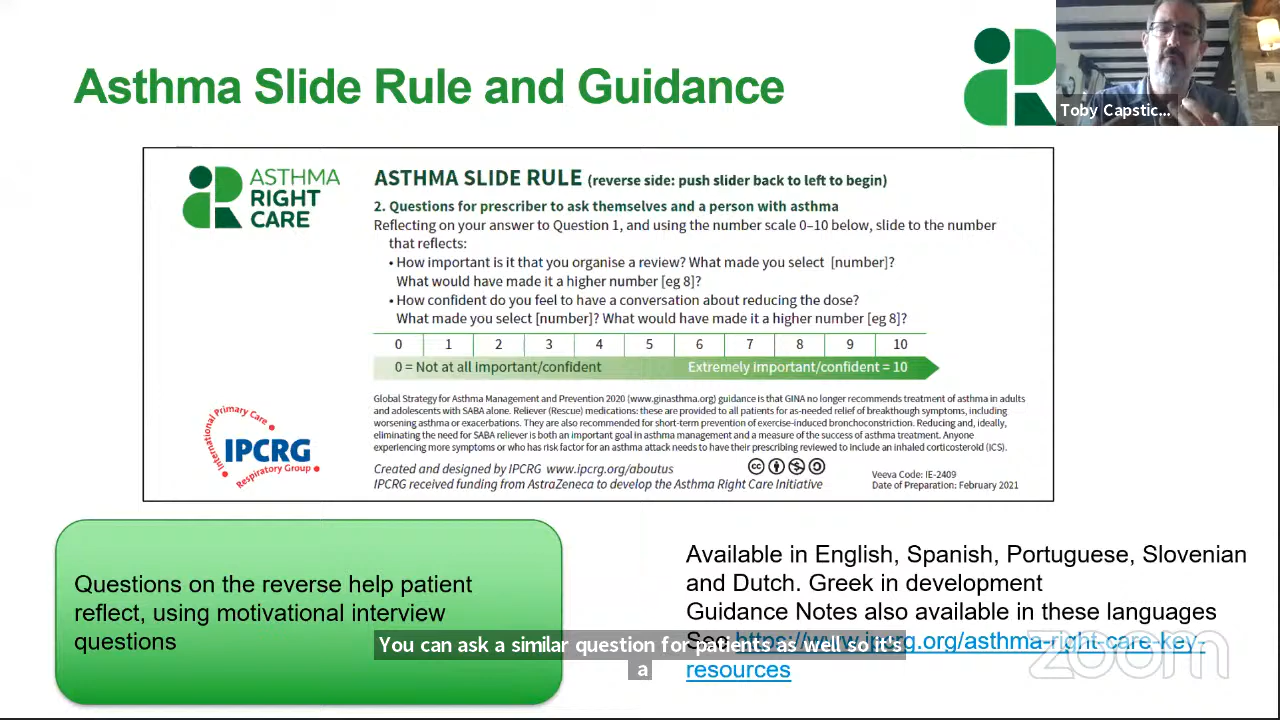 Asthma Slide Rule and Guidance
Toby Capstic...
ASTHMA
RIGHT
CARE
ASTHMA SLIDE RULE (reverse side: push slider back to left to begin)
2. Questions for prescriber to ask themselves and a person with asthma
Reflecting on your answer to Question 1, and using the number scale 0–10 below, slide to the number
that reflects:
• How important is it that you organise a review? What made you select [number]?
What would have made it a higher number [eg 8]?
• How confident do you feel to have a conversation about reducing the dose?
What made you select [number]? What would have made it a higher number [eg 8]?
0 1 2 3 4 5 6 7 8 9 10
0 = Not at all important/confident Extremely important/confident = 10
Global Strategy for Asthma Management and Prevention 2020 (www.ginasthma.org) guidance is that GINA no longer recommends treatment of asthma in adults
and adolescents with SABA alone. Reliever (Rescue) medications: these are provided to all patients for as-needed relief of breakthrough symptoms, including
worsening asthma or exacerbations. They are also recommended for short-term prevention of exercise-induced bronchoconstriction. Reducing and, ideally,
eliminating the need for SABA reliever is both an important goal in asthma management and a measure of the success of asthma treatment. Anyone
experiencing more symptoms or who has risk factor for an asthma attack needs to have their prescribing reviewed to include an inhaled corticosteroid (ICS).
International Primary Care
IPCRG
Respiratory Group
Created and designed by IPCRG www.ipcrg.org/aboutus
IPCRG received funding from AstraZeneca to develop the Asthma Right Care Initiative
Veeva Code: IE-2409
Date of Preparation: February 2021
Questions on the reverse help patient
reflect, using motivational interview
questions
Available in English, Spanish, Portuguese, Slovenian
and Dutch. Greek in development
Guidance Notes also available in these languages
See https://www.ipcrg.org/asthma-right-care-key-
resources
You can ask a similar question for patients as well so it's
a
zoom